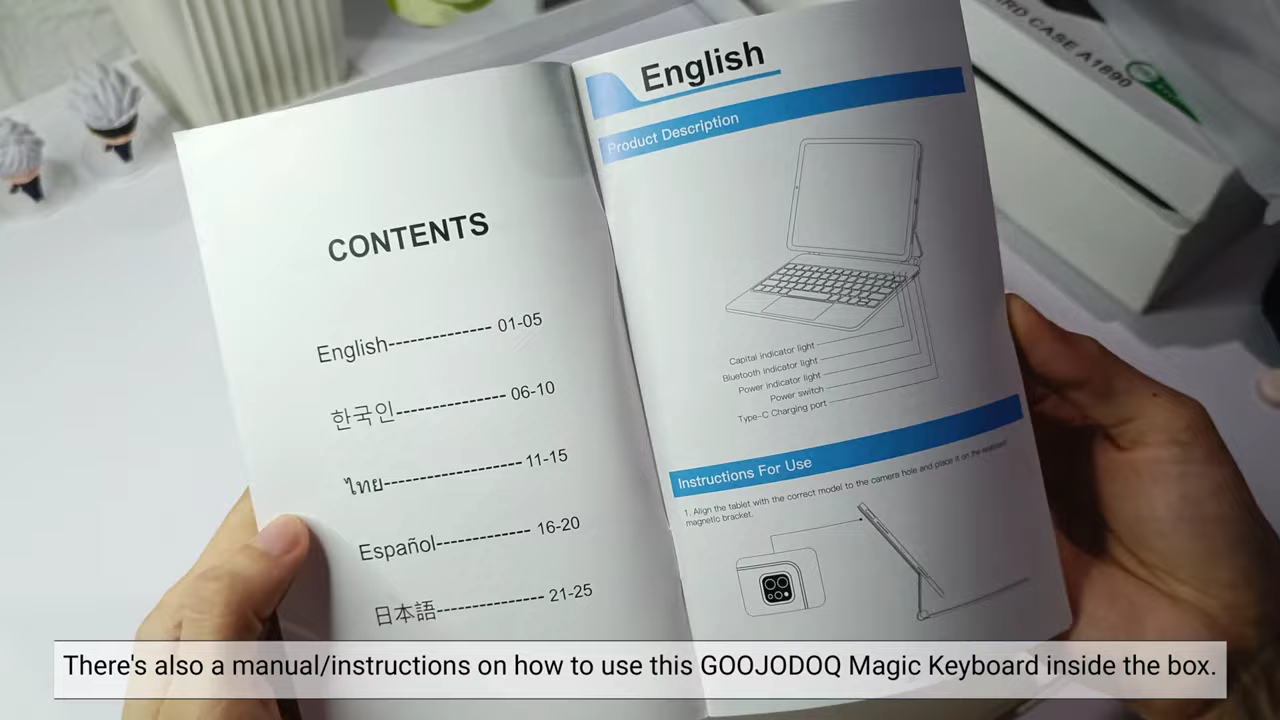 CONTENTS
English-------------- 01-05
한국인--------------- 06-10
ไทย------------------- 11-15
Español------------- 16-20
日本語--------------- 21-25
English
Product Description
Capital indicator light
Bluetooth indicator light
Power indicator light
Power switch
Type-C Charging port
Instructions For Use
1. Align the tablet with the correct model to the camera hole and place it on the keyboard
magnetic bracket.
CASE A1890
There's also a manual/instructions on how to use this GOOJODOQ Magic Keyboard inside the box.